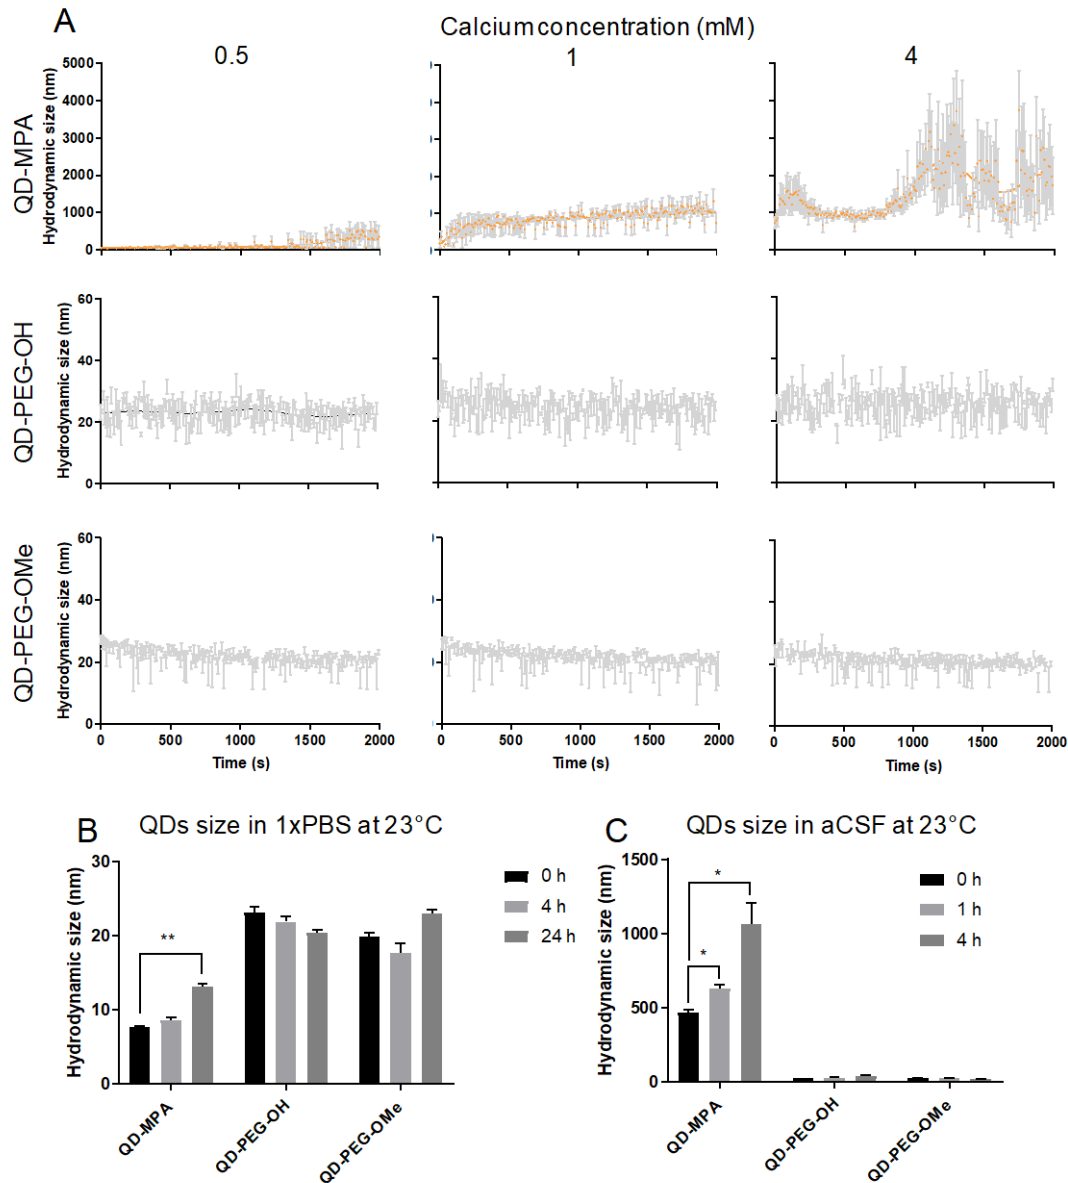 A
Calcium concentration (mM)
0.5
1
4
QD-MPA
Hydrodynamic size (nm)
5000
4000
3000
2000
1000
0
QD-PEG-OH
Hydrodynamic size (nm)
60
40
20
0
QD-PEG-OMe
Hydrodynamic size (nm)
60
40
20
0
0 500 1000 1500 2000
0 500 1000 1500 2000
0 500 1000 1500 2000
Time (s)
Time (s)
Time (s)
B
QDs size in 1xPBS at 23°C
Hydrodynamic size (nm)
30
20
10
0
**
0 h
4 h
24 h
QD-MPA
QD-PEG-OH
QD-PEG-OMe
C
QDs size in aCSF at 23°C
Hydrodynamic size (nm)
1500
1000
500
0
*
*
0 h
1 h
4 h
QD-MPA
QD-PEG-OH
QD-PEG-OMe